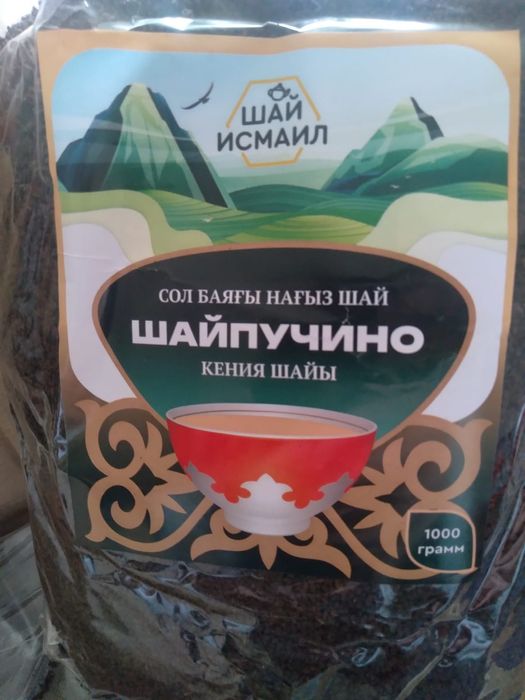 ШАЙ
ИСМАИЛ
СОЛ БАЯҒЫ НАҒЫЗ ШАЙ
ШАЙПУЧИНО
КЕНИЯ ШАЙЫ
1000
грамм